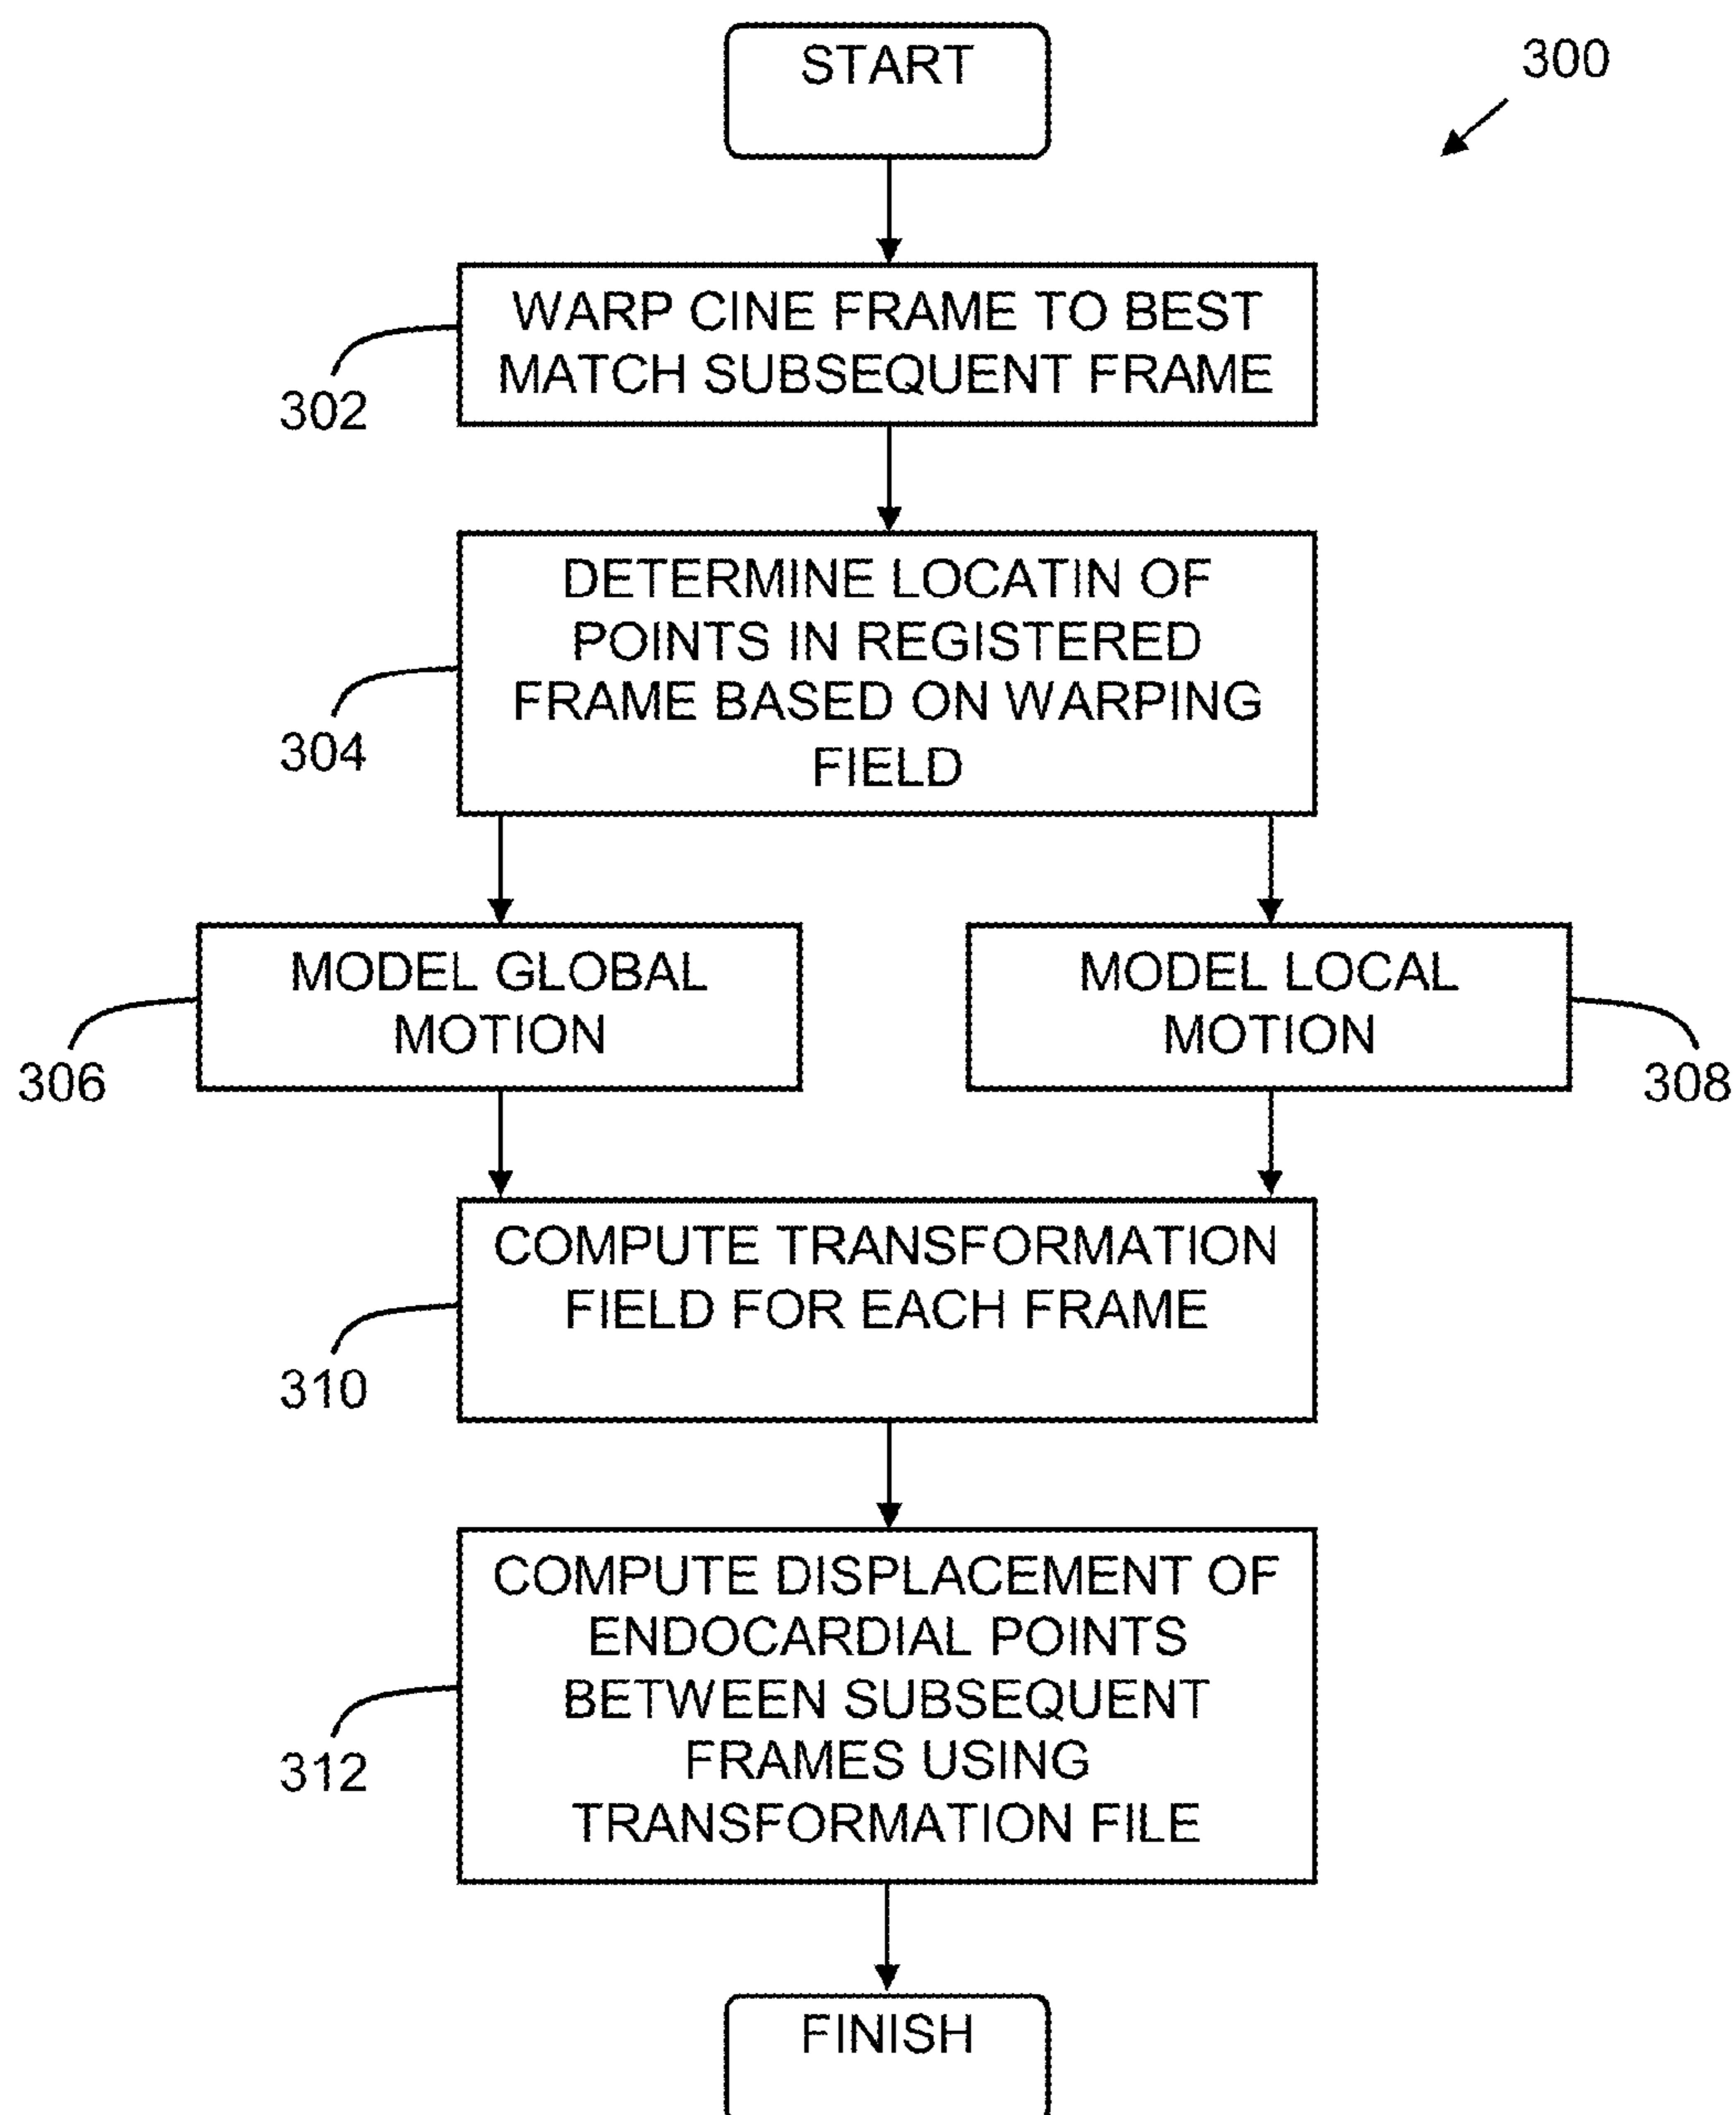 START
300
WARP CINE FRAME TO BEST
MATCH SUBSEQUENT FRAME
302
DETERMINE LOCATIN OF
POINTS IN REGISTERED
FRAME BASED ON WARPING
FIELD
304
MODEL GLOBAL
MOTION
306
MODEL LOCAL
MOTION
308
COMPUTE TRANSFORMATION
FIELD FOR EACH FRAME
310
COMPUTE DISPLACEMENT OF
ENDOCARDIAL POINTS
BETWEEN SUBSEQUENT
FRAMES USING
TRANSFORMATION FILE
312
FINISH